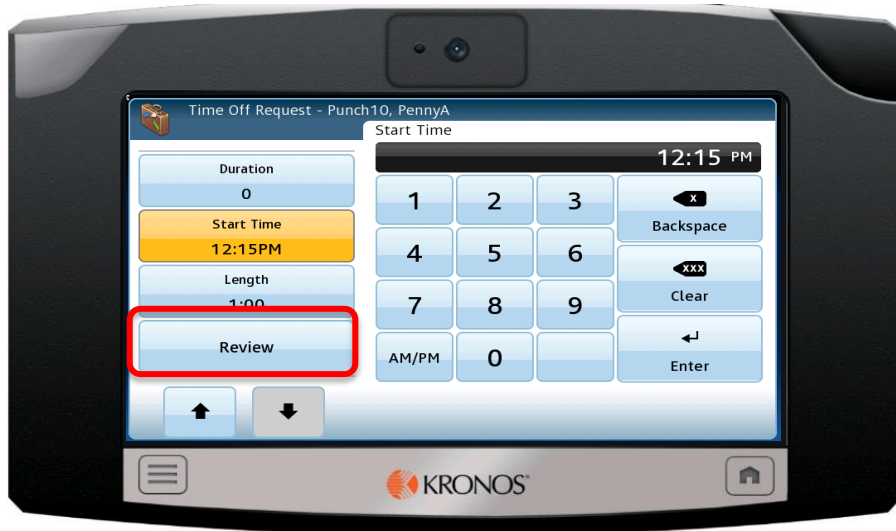 Time Off Request - Punch10, PennyA
Start Time
12:15 PM
Duration
0
Start Time
12:15PM
Length
1:00
Review
1 2 3
4 5 6
7 8 9
AM/PM 0
x
Backspace
xxx
Clear
Enter
KRONOS